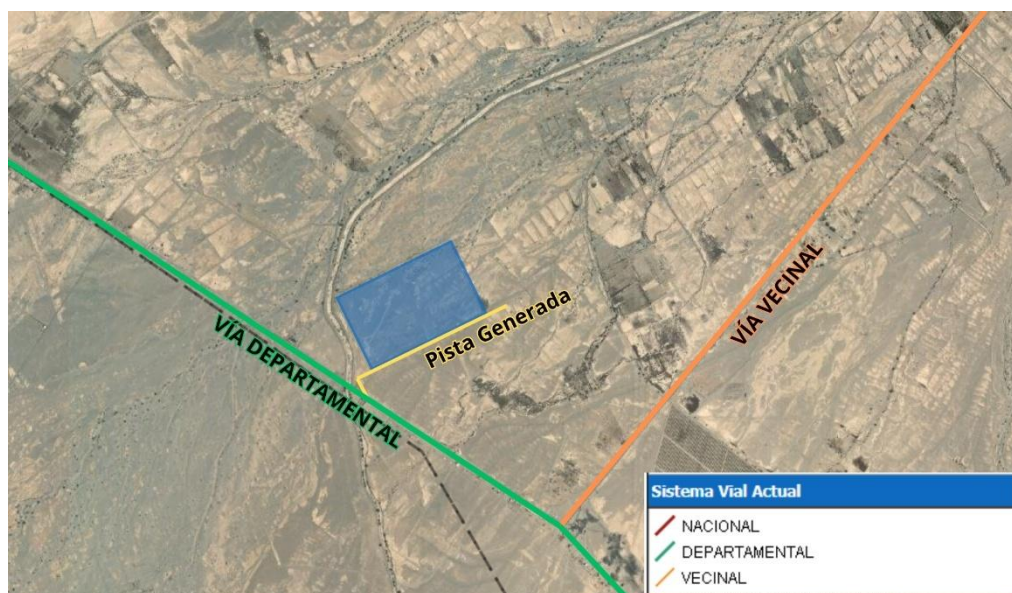 VÍA DEPARTAMENTAL
Pista Generada
VÍA VECINAL
Sistema Vial Actual
NACIONAL
DEPARTAMENTAL
VECINAL